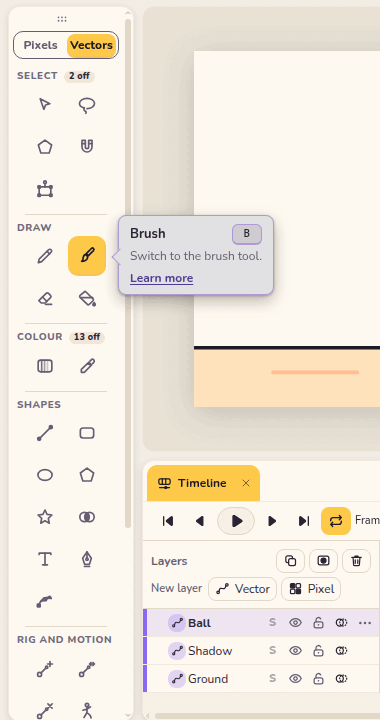 Pixels Vectors
SELECT 2 off
DRAW
Brush B
Switch to the brush tool.
Learn more
COLOUR 13 off
SHAPES
T
RIG AND MOTION
Timeline ×
Fram
Layers
New layer Vector Pixel
Ball S
Shadow S
Ground S